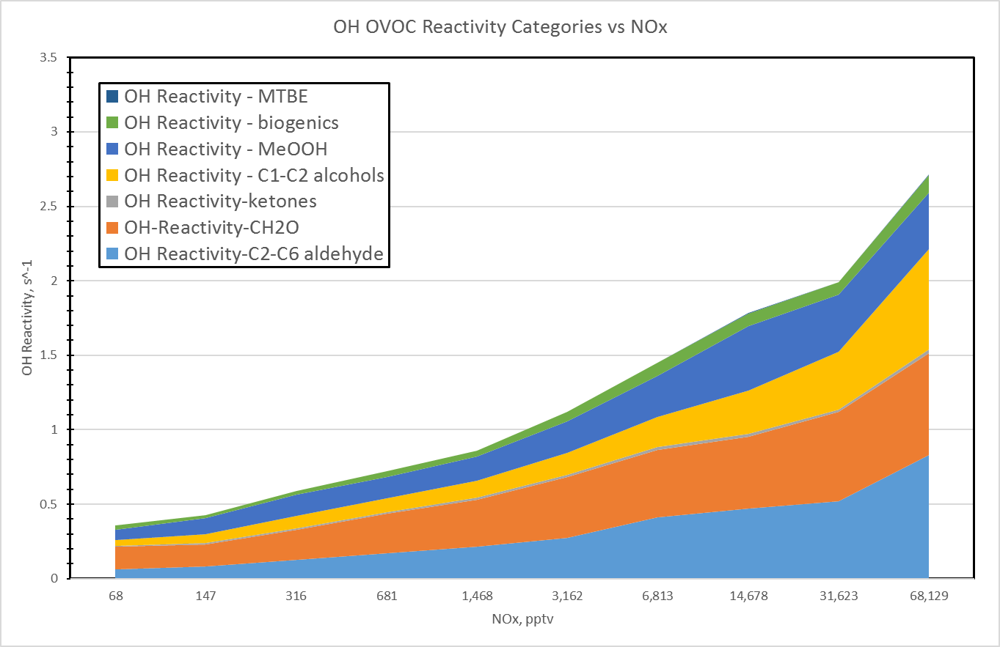 OH OVOC Reactivity Categories vs NOx
3.5
3
2.5
2
1.5
1
0.5
0
OH Reactivity, s^-1
OH Reactivity - MTBE
OH Reactivity - biogenics
OH Reactivity - MeOOH
OH Reactivity - C1-C2 alcohols
OH Reactivity-ketones
OH-Reactivity-CH2O
OH Reactivity-C2-C6 aldehyde
68 147 316 681 1,468 3,162 6,813 14,678 31,623 68,129
NOx, pptv